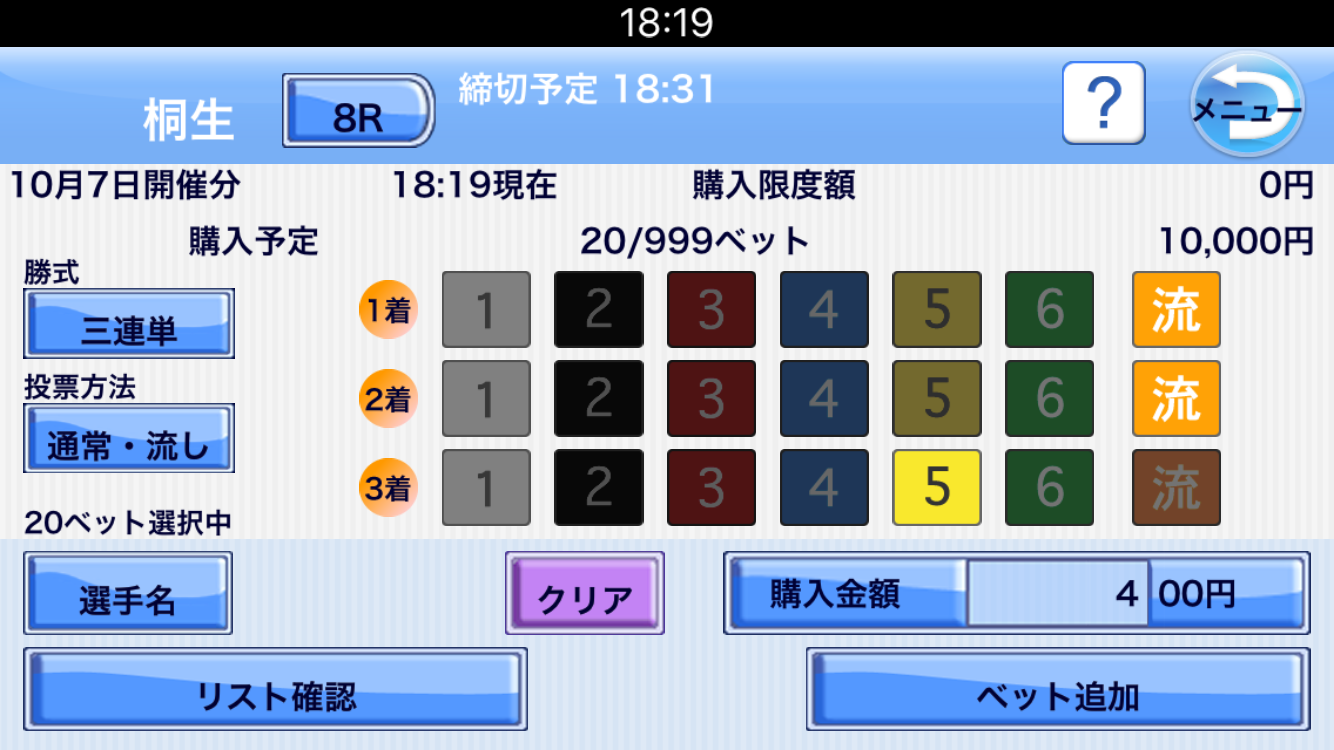 18:19
桐生 8R 締切予定 18:31 ? メニュー
10月7日開催分 18:19現在 購入限度額 0円
購入予定 20/999ベット 10,000円
勝式
三連単
1着 1 2 3 4 5 6 流
投票方法
通常・流し
2着 1 2 3 4 5 6 流
3着 1 2 3 4 5 6 流
20ベット選択中
選手名 クリア 購入金額 4 00円
リスト確認 ベット追加